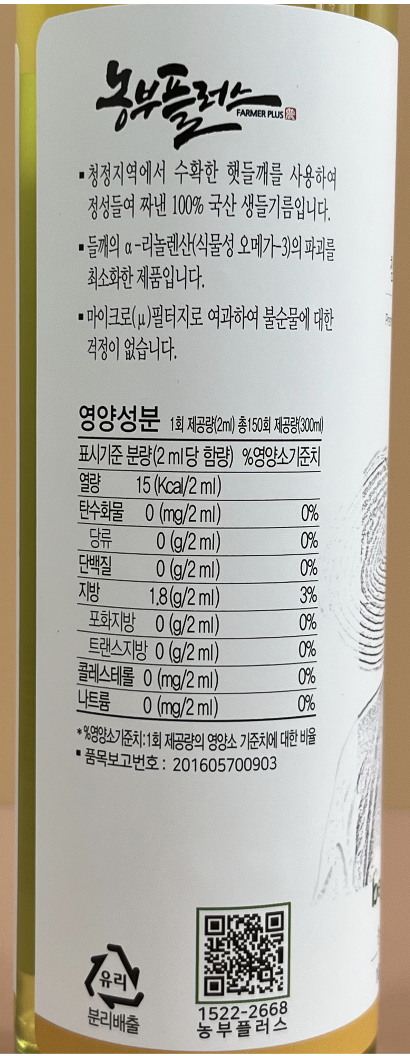 농부플러스
FARMER PLUS
▪ 청정지역에서 수확한 햇들깨를 사용하여
정성들여 짜낸 100% 국산 생들기름입니다.
▪ 들깨의 α-리놀렌산(식물성 오메가-3)의 파괴를
최소화한 제품입니다.
▪ 마이크로(μ)필터지로 여과하여 불순물에 대한
걱정이 없습니다.
영양성분 1회 제공량(2ml) 총150회 제공량(300ml)
표시기준 분량(2 ml당 함량) %영양소기준치
열량 15 (Kcal/2 ml)
탄수화물 0 (mg/2 ml) 0%
당류 0 (g/2 ml) 0%
단백질 0 (g/2 ml) 0%
지방 1.8 (g/2 ml) 3%
포화지방 0 (g/2 ml) 0%
트랜스지방 0 (g/2 ml) 0%
콜레스테롤 0 (mg/2 ml) 0%
나트륨 0 (mg/2 ml) 0%
*%영양소기준치:1회 제공량의 영양소 기준치에 대한 비율
▪ 품목보고번호 : 201605700903
유리
분리배출
1522-2668
농부플러스